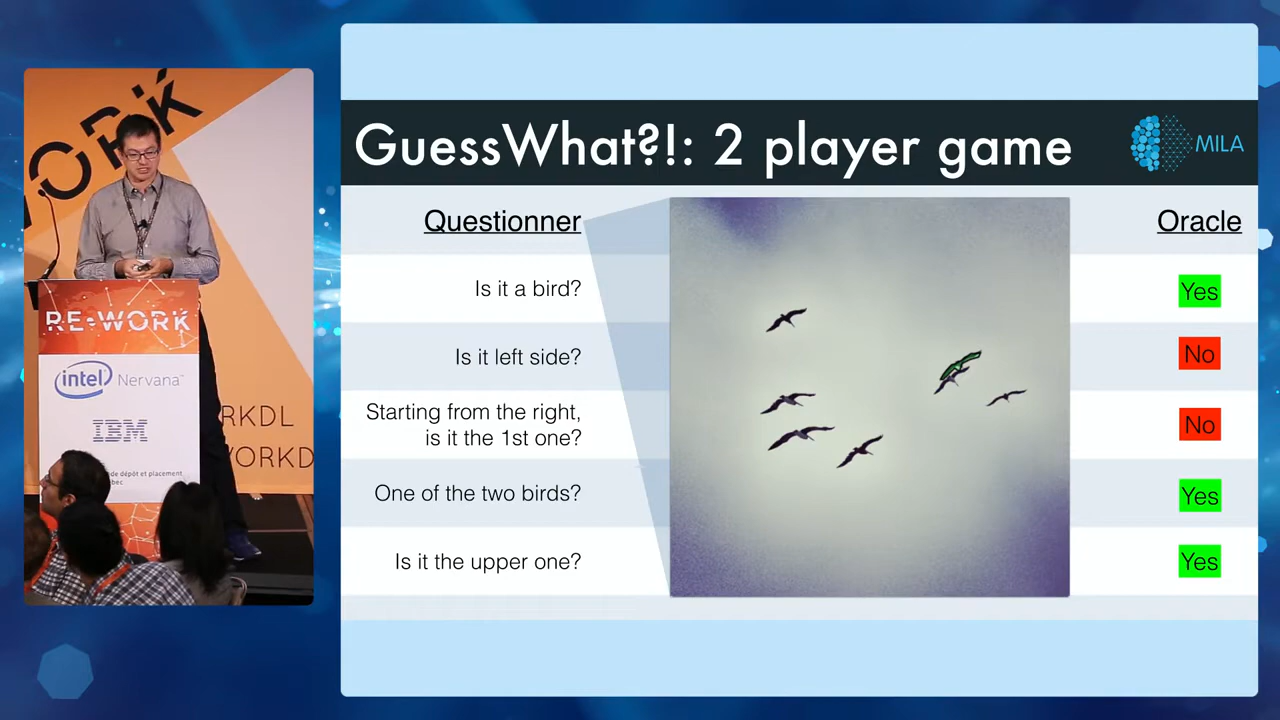 WORK
RE•WORK
intel Nervana™
IBM
de dépôt et placement
bec
RKDL
WORKD
GuessWhat?!: 2 player game
MILA
Questionner
Oracle
Is it a bird?
Yes
Is it left side?
No
Starting from the right,
is it the 1st one?
No
One of the two birds?
Yes
Is it the upper one?
Yes